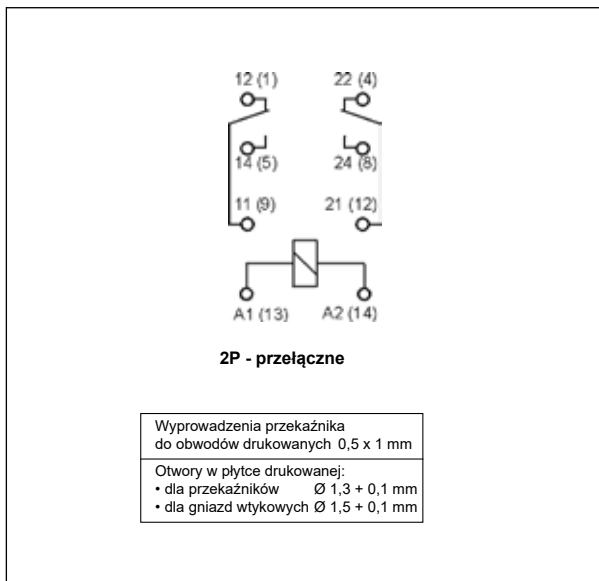 12 (1) 22 (4)
14 (5) 24 (8)
11 (9) 21 (12)
A1 (13) A2 (14)
2P - przełączne
Wyprowadzenia przekaźnika
do obwodów drukowanych 0,5 x 1 mm
Otwory w płytce drukowanej:
• dla przekaźników Ø 1,3 + 0,1 mm
• dla gniazd wtykowych Ø 1,5 + 0,1 mm